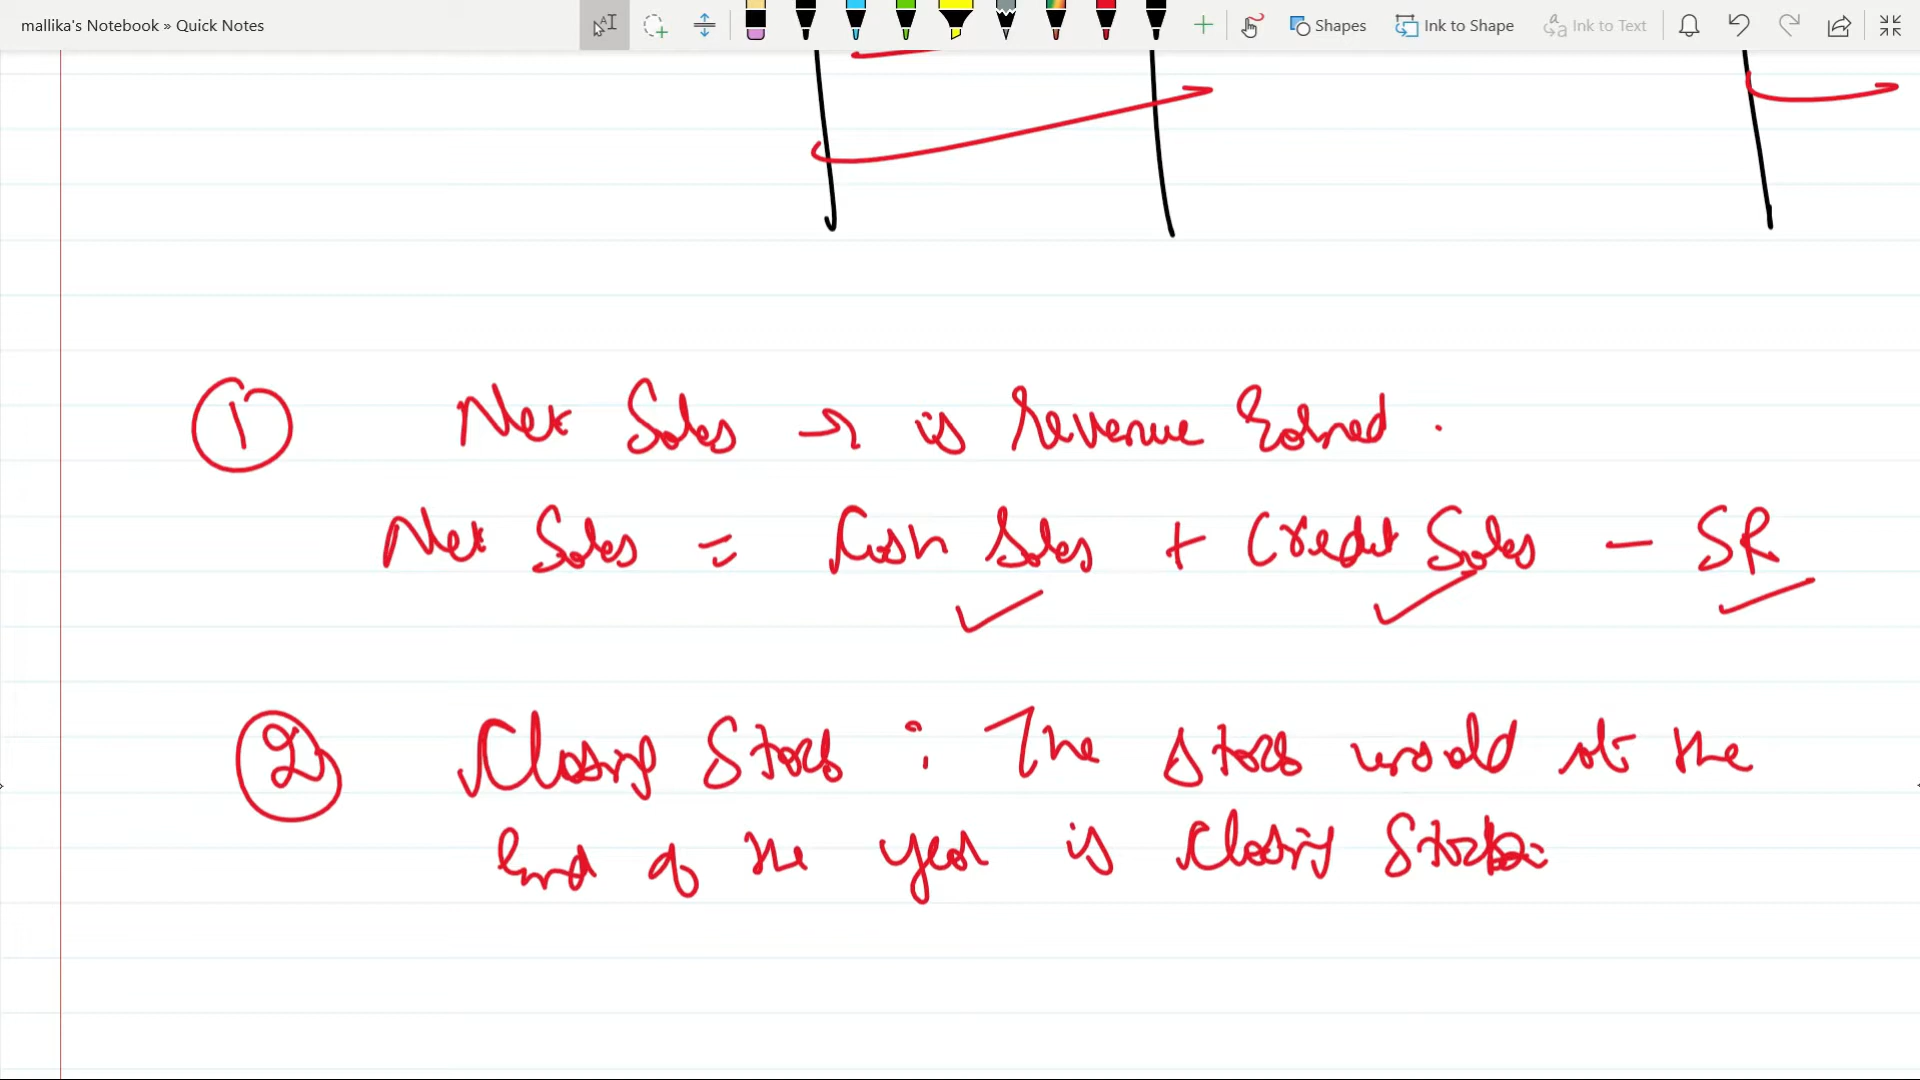 mallika's Notebook » Quick Notes
Shapes
Ink to Shape
Ink to Text
1 Net Sales → is Revenue Earned.
Net Sales = Cash Sales + Credit Sales - SR
2 Closing Stock : The Stock unsold at the
End of the year is Closing Stock